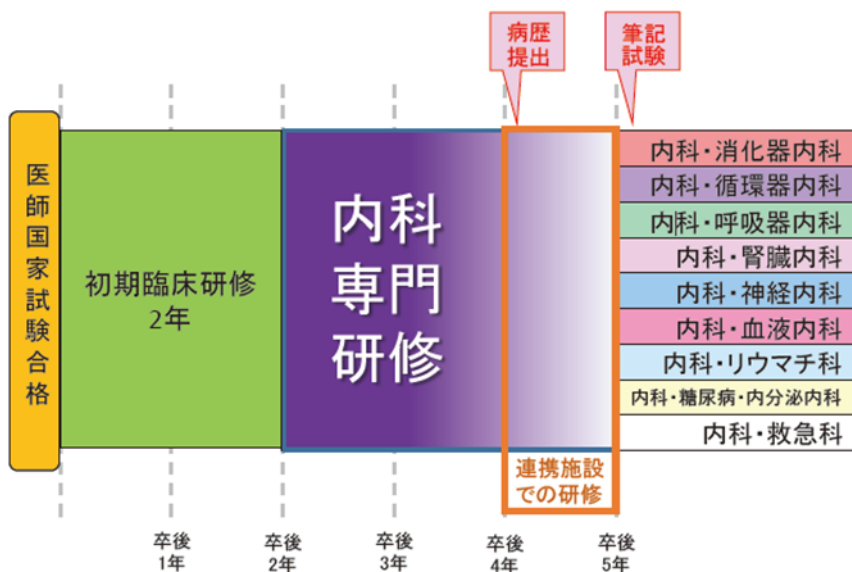 病歴
提出
筆記
試験
医師国家試験合格
初期臨床研修
2年
内科
専門
研修
内科・消化器内科
内科・循環器内科
内科・呼吸器内科
内科・腎臓内科
内科・神経内科
内科・血液内科
内科・リウマチ科
内科・糖尿病・内分泌内科
内科・救急科
連携施設
での研修
卒後
1年
卒後
2年
卒後
3年
卒後
4年
卒後
5年